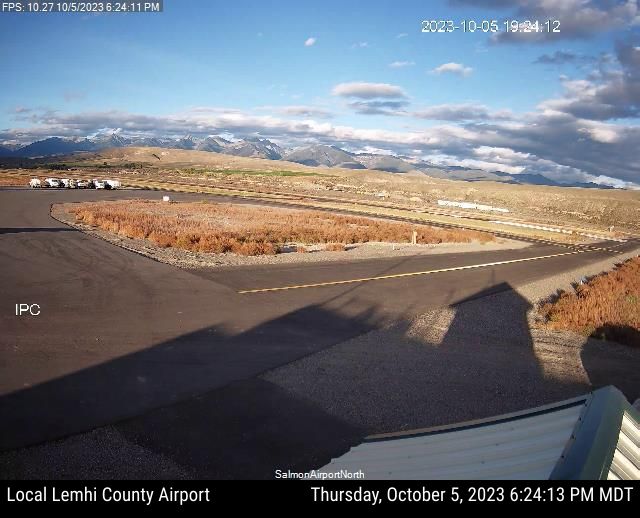 FPS: 10.27 10/5/2023 6:24:11 PM
2023-10-05 19:24:12
IPC
SalmonAirportNorth
Local Lemhi County Airport
Thursday, October 5, 2023 6:24:13 PM MDT